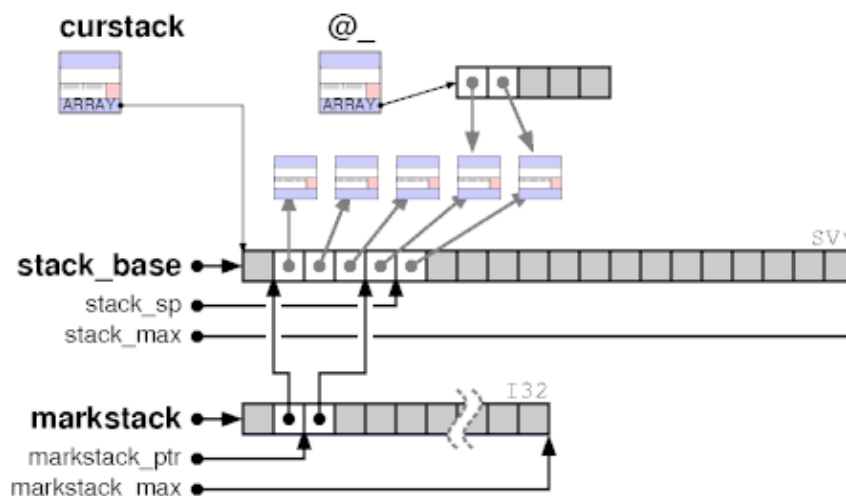 curstack @_
ARRAY ARRAY
stack_base
stack_sp
stack_max
I32
markstack
markstack_ptr
markstack_max